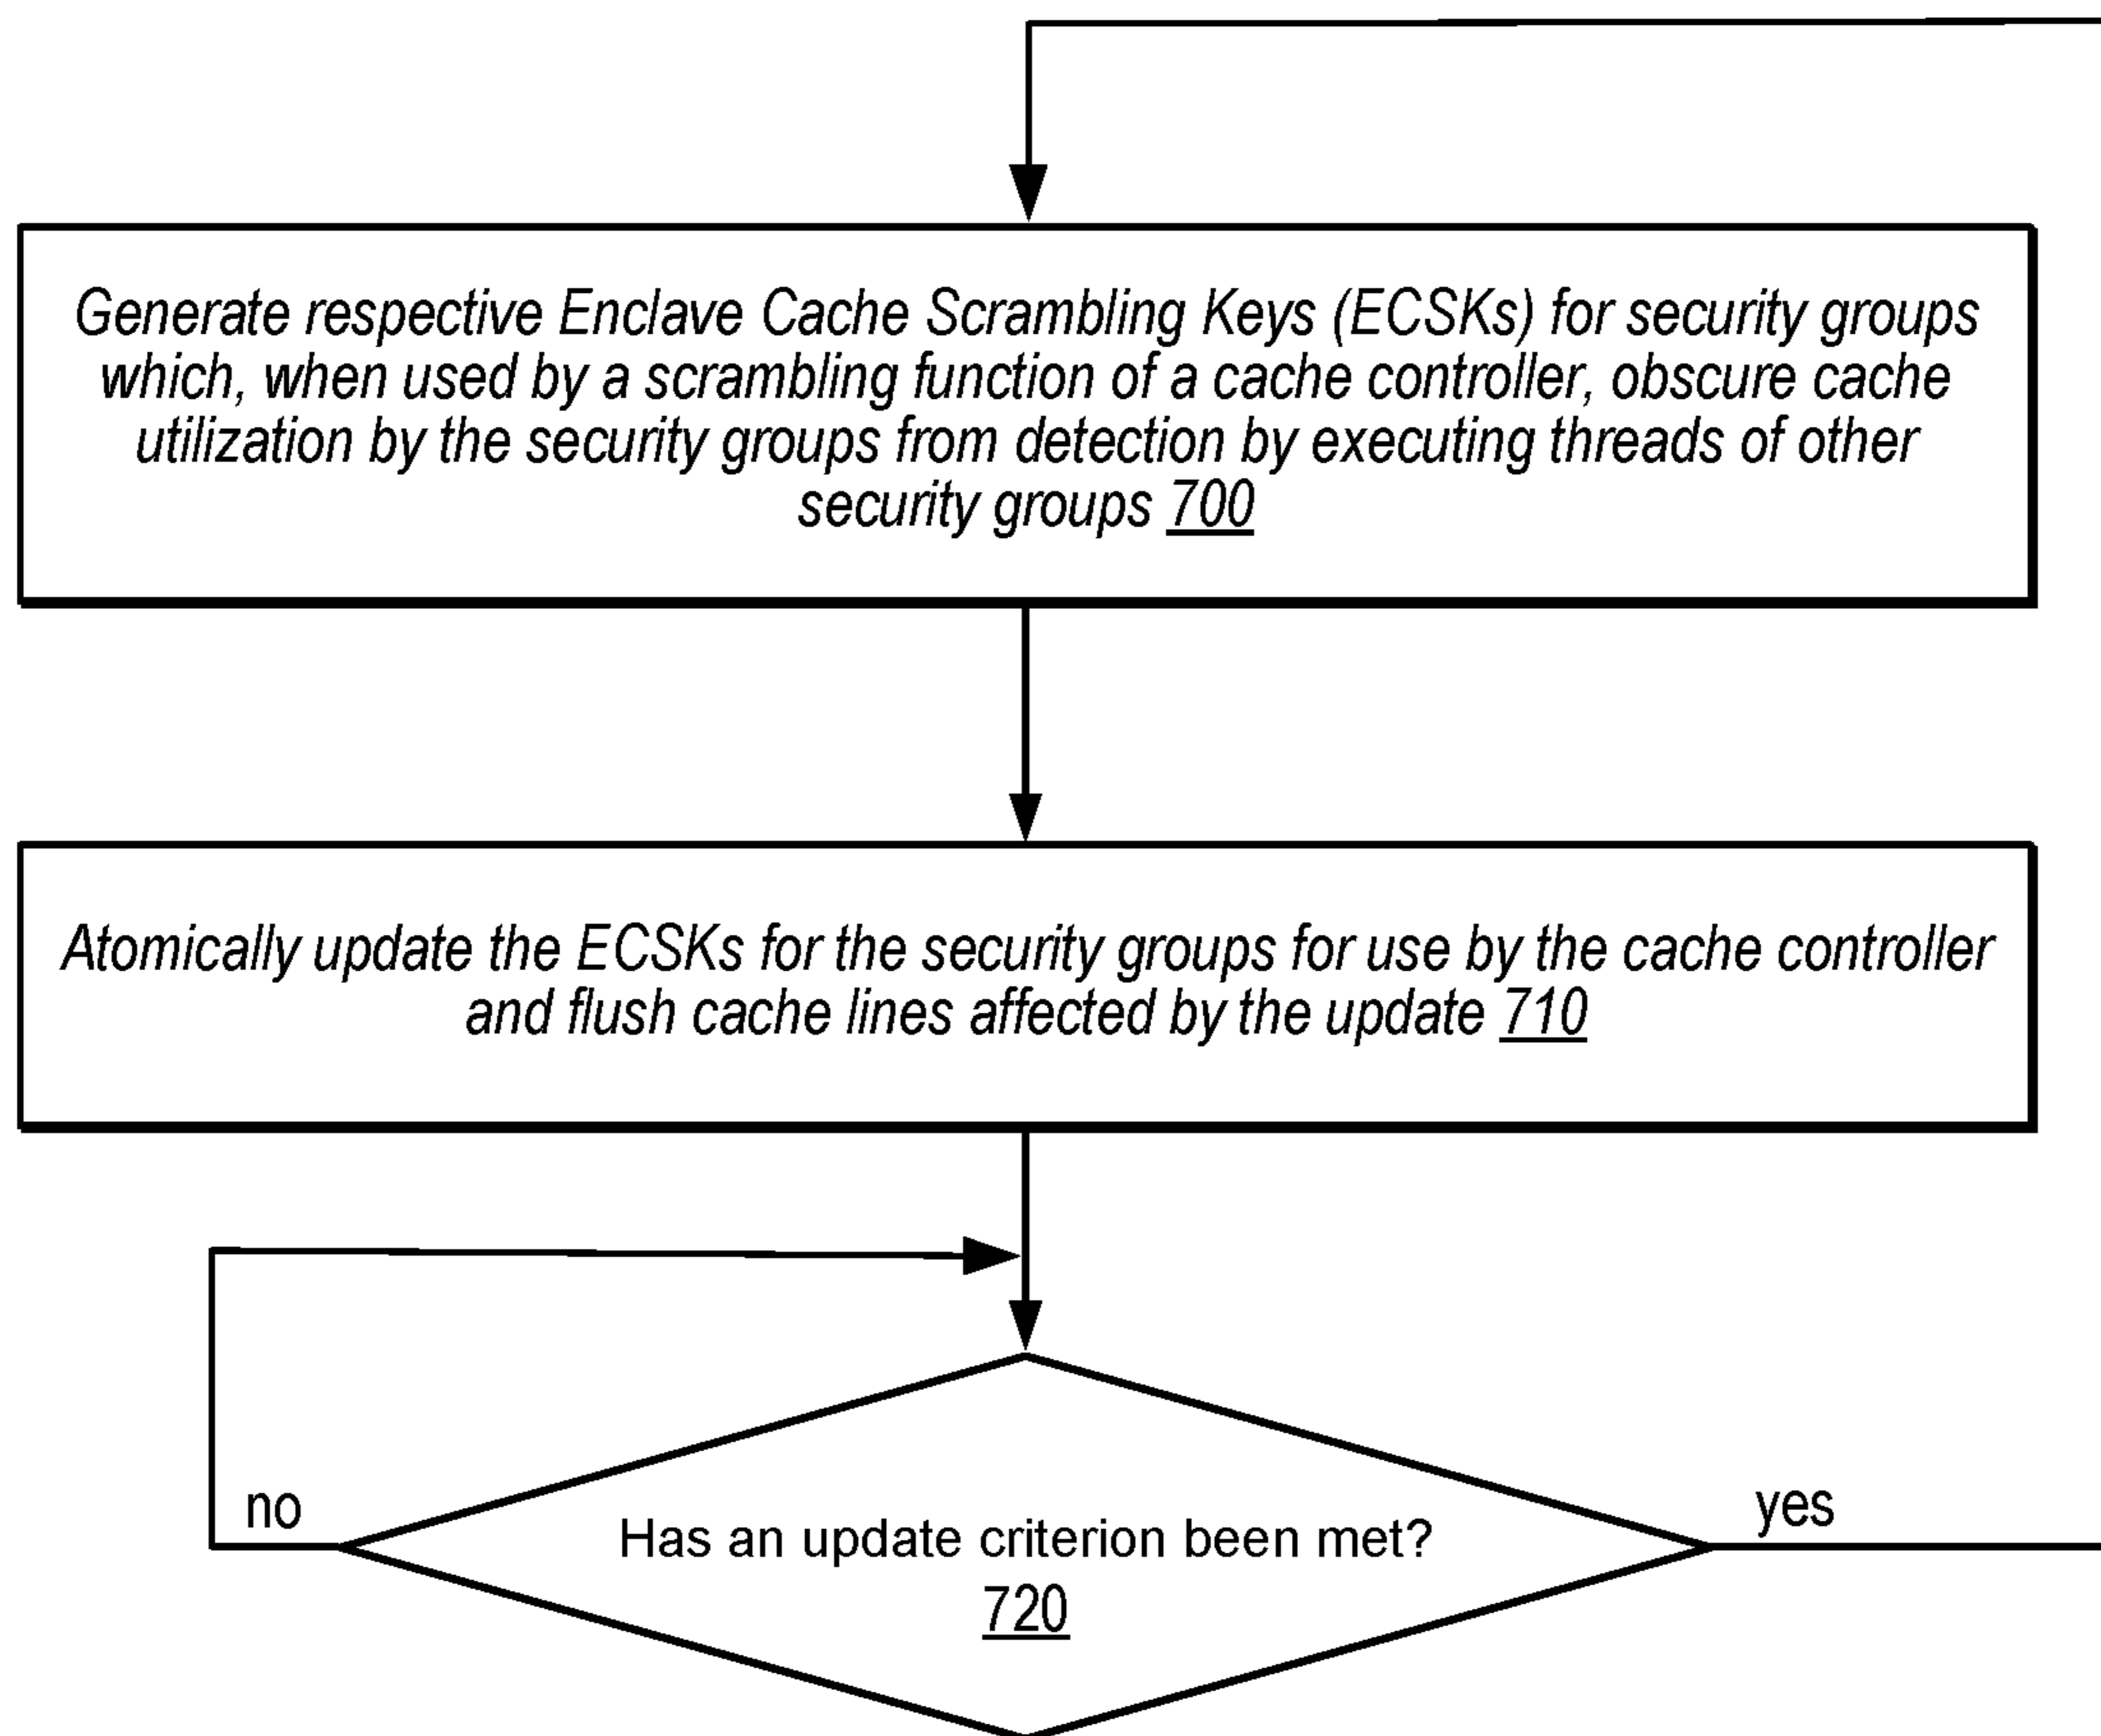 Generate respective Enclave Cache Scrambling Keys (ECSKs) for security groups
which, when used by a scrambling function of a cache controller, obscure cache
utilization by the security groups from detection by executing threads of other
security groups 700
Atomically update the ECSKs for the security groups for use by the cache controller
and flush cache lines affected by the update 710
no
yes
Has an update criterion been met?
720